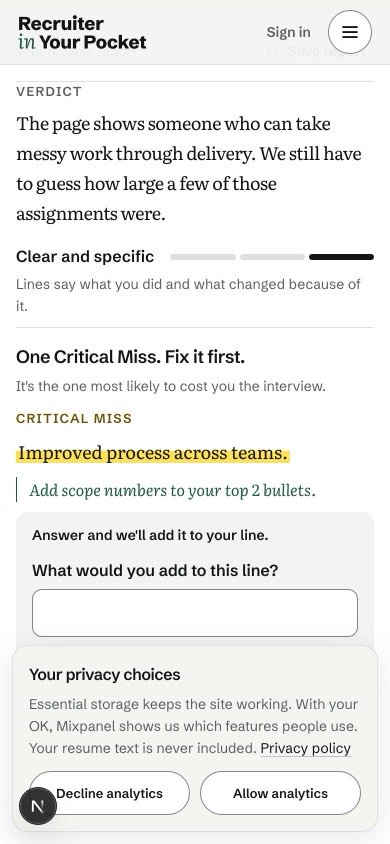 Recruiter
in Your Pocket
Sign in
Save report
VERDICT
The page shows someone who can take
messy work through delivery. We still have
to guess how large a few of those
assignments were.
Clear and specific
Lines say what you did and what changed because of
it.
One Critical Miss. Fix it first.
It's the one most likely to cost you the interview.
CRITICAL MISS
Improved process across teams.
Add scope numbers to your top 2 bullets.
Answer and we'll add it to your line.
What would you add to this line?
Your privacy choices
Essential storage keeps the site working. With your
OK, Mixpanel shows us which features people use.
Your resume text is never included. Privacy policy
Decline analytics
Allow analytics
N